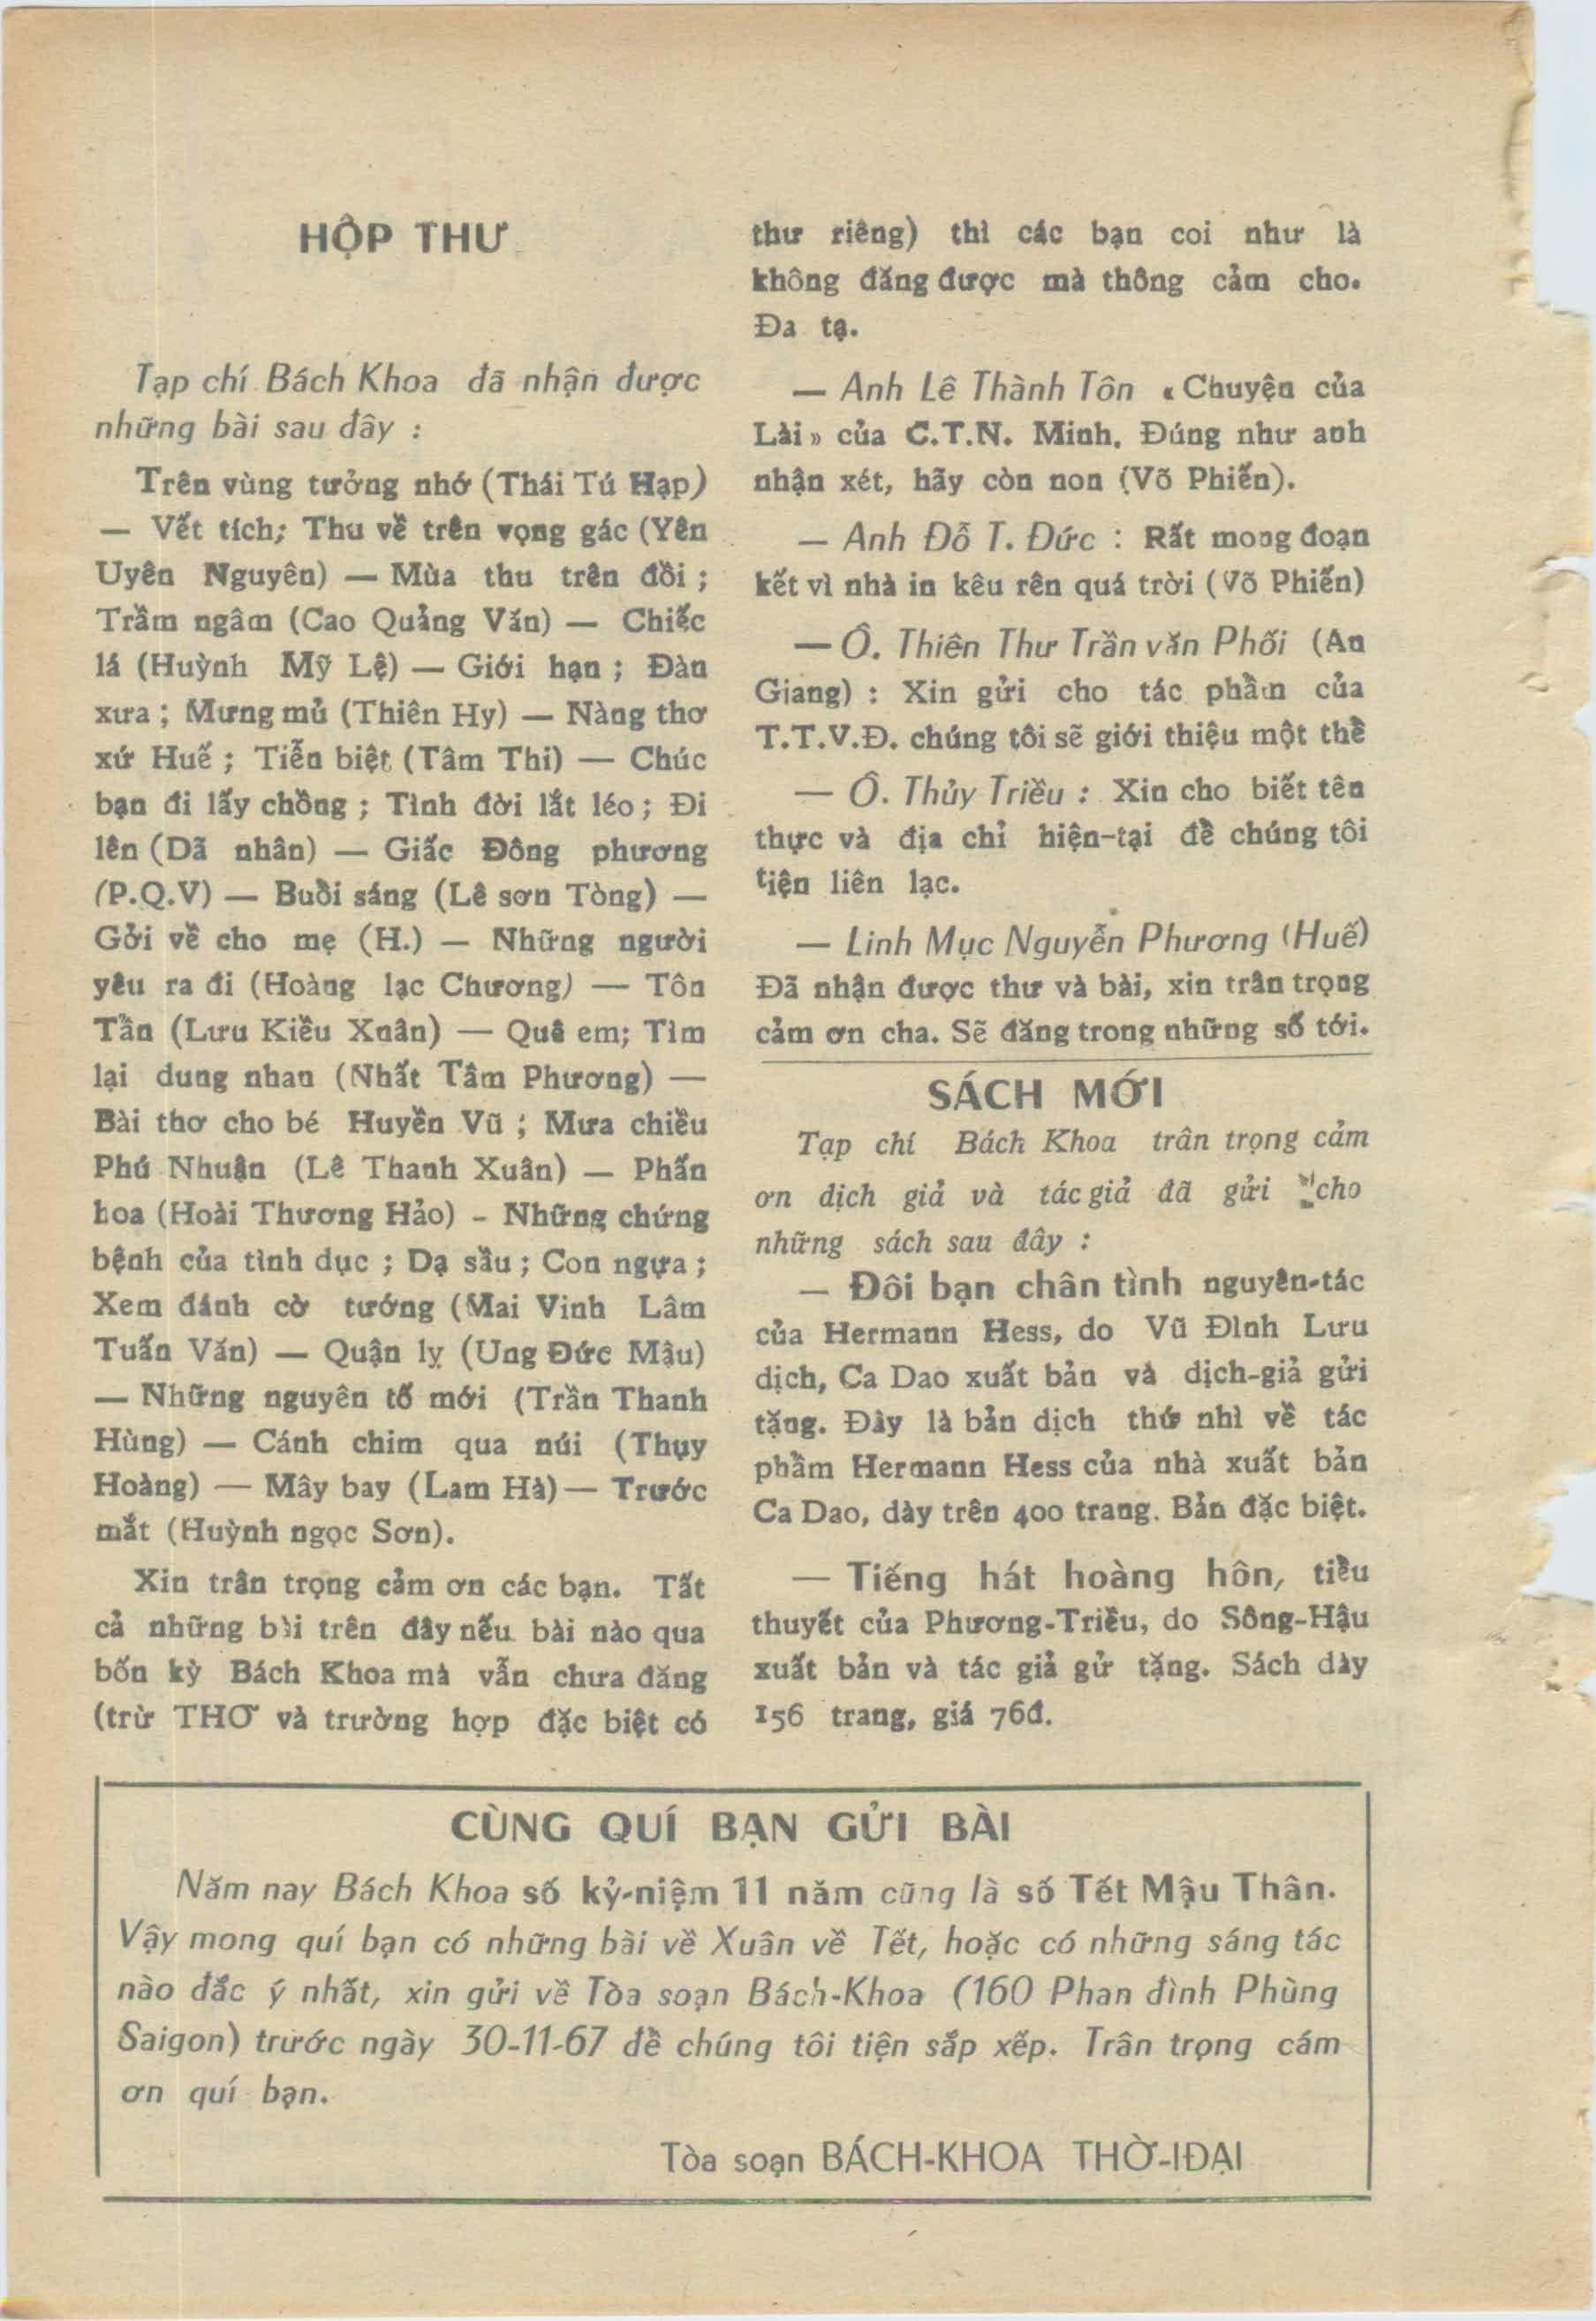 HỘP THƯ
Tạp chí Bách Khoa đã nhận được
những bài sau đây :
Trên vùng tưởng nhớ (Thái Tú Hạp)
— Vết tích; Thu về trên vọng gác (Yên
Uyên Nguyên) — Mùa thu trên đồi ;
Trầm ngâm (Cao Quảng Văn) — Chiếc
lá (Huỳnh Mỹ Lệ) — Giới hạn ; Đàn
xưa ; Mưng mủ (Thiên Hy) — Nàng thơ
xứ Huế ; Tiễn biệt (Tâm Thi) — Chúc
bạn đi lấy chồng ; Tình đời lắt léo ; Đi
lên (Dã nhân) — Giấc Đông phương
(P.Q.V) — Buổi sáng (Lê sơn Tòng) —
Gởi về cho mẹ (H.) — Những người
yêu ra đi (Hoàng lạc Chương) — Tôn
Tần (Lưu Kiều Xuân) — Quê em; Tìm
lại dung nhan (Nhất Tâm Phương) —
Bài thơ cho bé Huyền Vũ ; Mưa chiều
Phú Nhuận (Lê Thanh Xuân) — Phấn
hoa (Hoài Thương Hảo) - Những chứng
bệnh của tình dục ; Dạ sầu ; Con ngựa ;
Xem đánh cờ tướng (Mai Vinh Lâm
Tuấn Văn) — Quận lỵ (Ung Đức Mậu)
— Những nguyên tố mới (Trần Thanh
Hùng) — Cánh chim qua núi (Thụy
Hoàng) — Mây bay (Lam Hà) — Trước
mắt (Huỳnh ngọc Sơn).
Xin trân trọng cảm ơn các bạn. Tất
cả những bài trên đây nếu bài nào qua
bốn kỳ Bách Khoa mà vẫn chưa đăng
(trừ THƠ và trường hợp đặc biệt có
thư riêng) thì các bạn coi như là
không đăng được mà thông cảm cho.
Đa tạ.
— Anh Lê Thành Tôn « Chuyện của
Lài » của C.T.N. Minh. Đúng như anh
nhận xét, hãy còn non (Võ Phiến).
— Anh Đỗ T. Đức : Rất mong đoạn
kết vì nhà in kêu rên quá trời (Võ Phiến)
— Ô. Thiên Thư Trần văn Phối (An
Giang) : Xin gửi cho tác phẩm của
T.T.V.Đ. chúng tôi sẽ giới thiệu một thể
— Ô. Thủy Triều : Xin cho biết tên
thực và địa chỉ hiện-tại để chúng tôi
tiện liên lạc.
— Linh Mục Nguyễn Phương (Huế)
Đã nhận được thư và bài, xin trân trọng
cảm ơn cha. Sẽ đăng trong những số tới.
SÁCH MỚI
Tạp chí Bách Khoa trân trọng cảm
ơn dịch giả và tác giả đã gửi cho
những sách sau đây :
— Đôi bạn chân tình nguyên-tác
của Hermann Hess, do Vũ Đình Lưu
dịch, Ca Dao xuất bản và dịch-giả gửi
tặng. Đây là bản dịch thứ nhì về tác
phẩm Hermann Hess của nhà xuất bản
Ca Dao, dày trên 400 trang. Bản đặc biệt.
— Tiếng hát hoàng hôn, tiểu
thuyết của Phương-Triều, do Sông-Hậu
xuất bản và tác giả gử tặng. Sách dày
156 trang, giá 76đ.
CÙNG QUÍ BẠN GỬI BÀI
Năm nay Bách Khoa số kỷ-niệm 11 năm cũng là số Tết Mậu Thân.
Vậy mong quí bạn có những bài về Xuân về Tết, hoặc có những sáng tác
nào đắc ý nhất, xin gửi về Tòa soạn Bách-Khoa (160 Phan đình Phùng
Saigon) trước ngày 30-11-67 để chúng tôi tiện sắp xếp. Trân trọng cám
ơn quí bạn.
Tòa soạn BÁCH-KHOA THỜ-IĐẠI